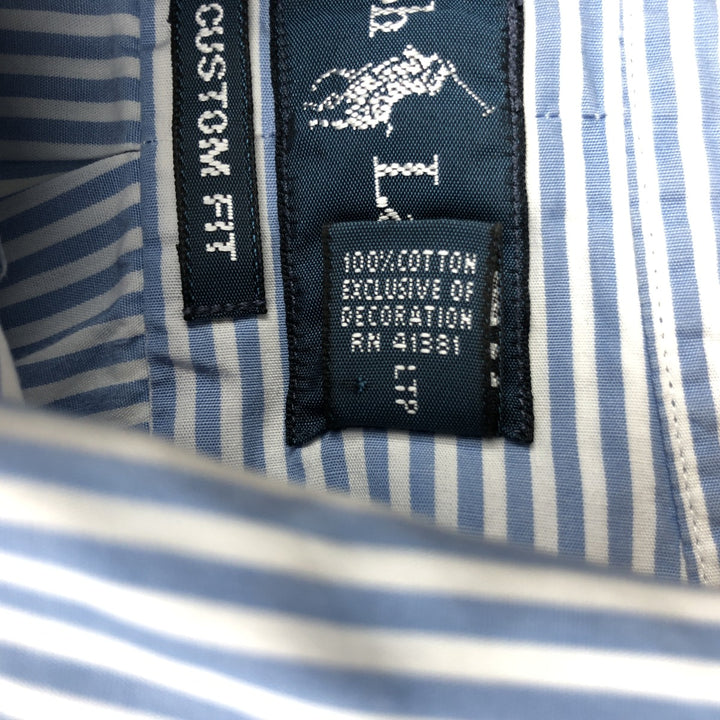 CUSTOM FIT
100% COTTON
EXCLUSIVE OF
DECORATION
RN 41381
LTP